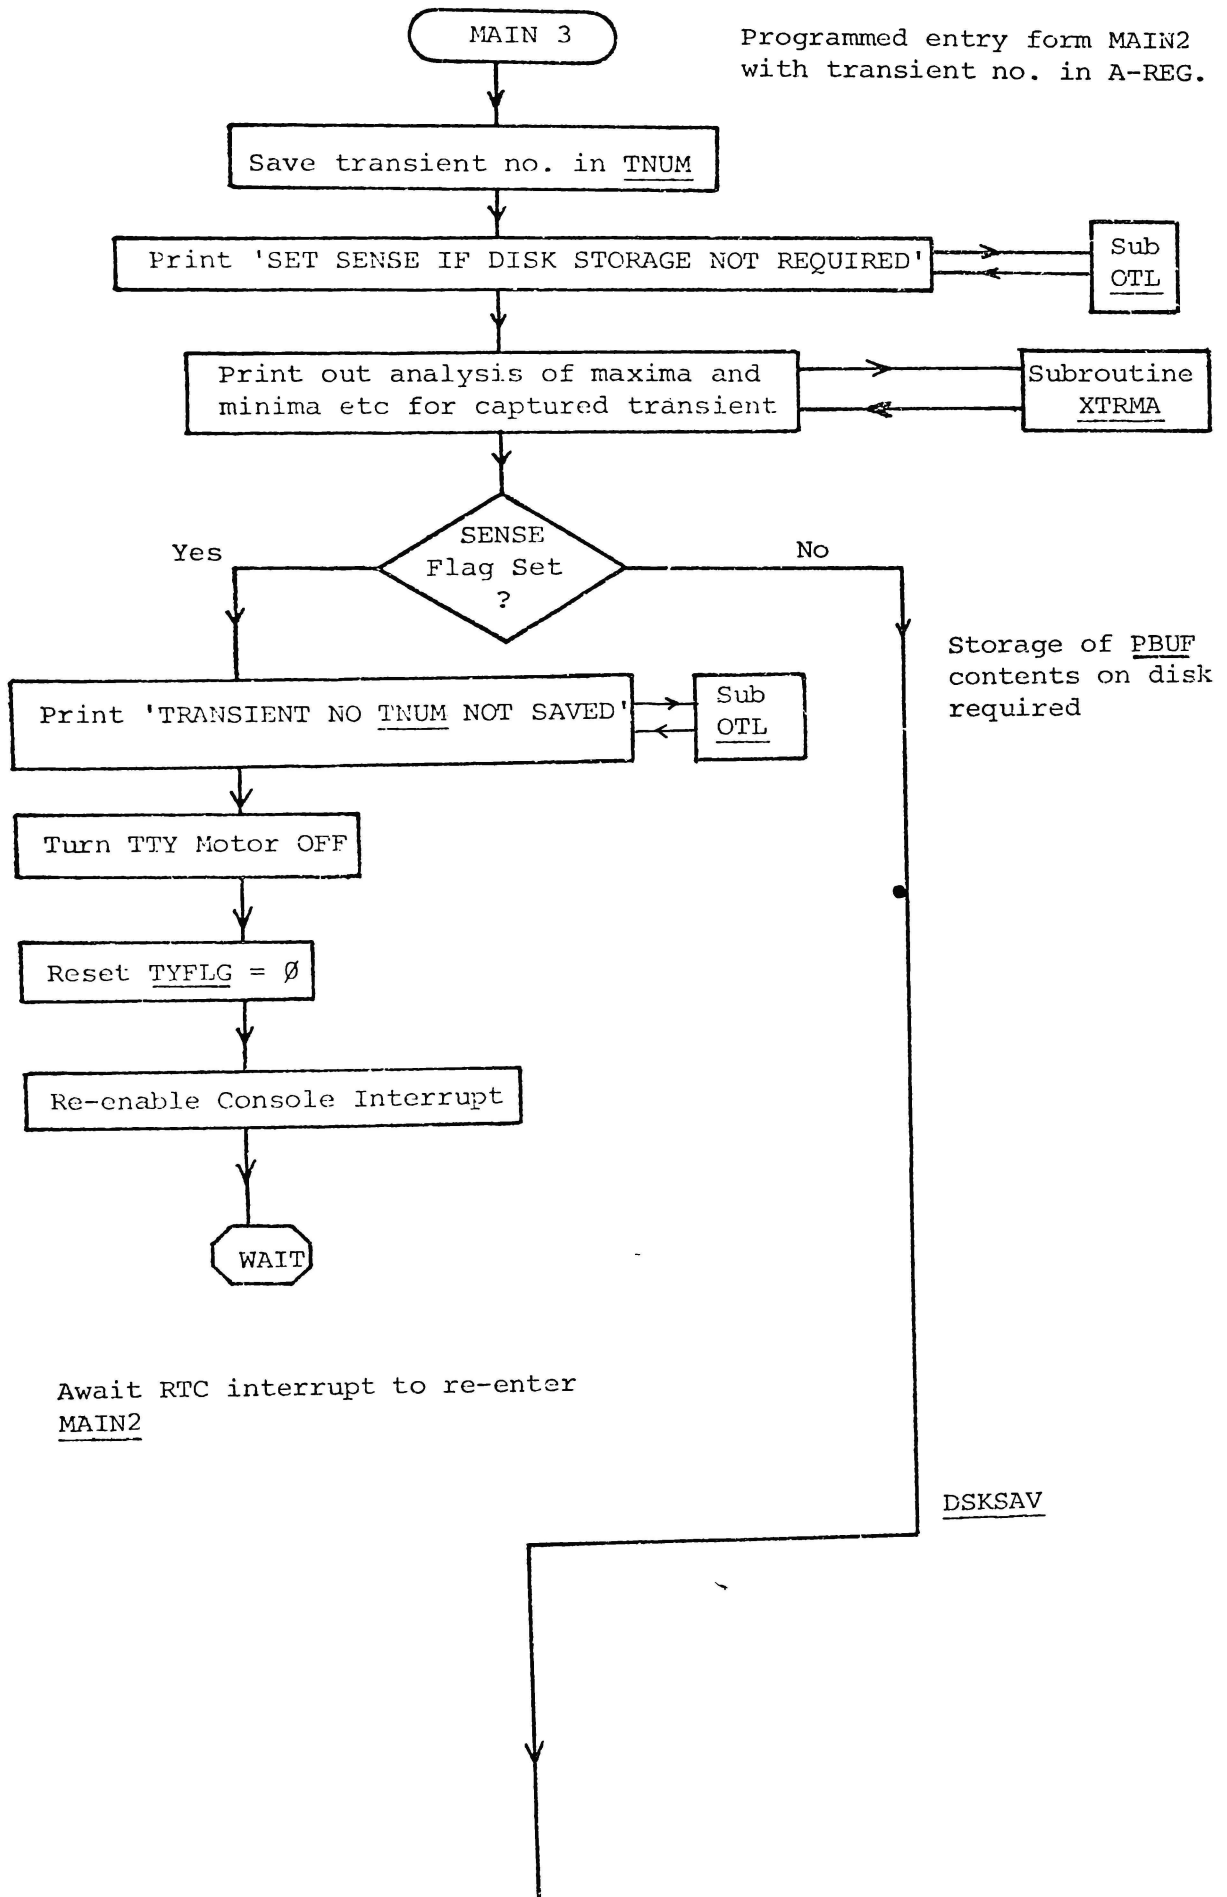 MAIN 3
Programmed entry form MAIN2
with transient no. in A-REG.
Save transient no. in TNUM
Print 'SET SENSE IF DISK STORAGE NOT REQUIRED'
Sub
OTL
Print out analysis of maxima and
minima etc for captured transient
Subroutine
XTRMA
SENSE
Flag Set
?
Yes
No
Storage of PBUF
contents on disk
required
Print 'TRANSIENT NO TNUM NOT SAVED'
Sub
OTL
Turn TTY Motor OFF
Reset TYFLG = Ø
Re-enable Console Interrupt
WAIT
Await RTC interrupt to re-enter
MAIN2
DSKSAV